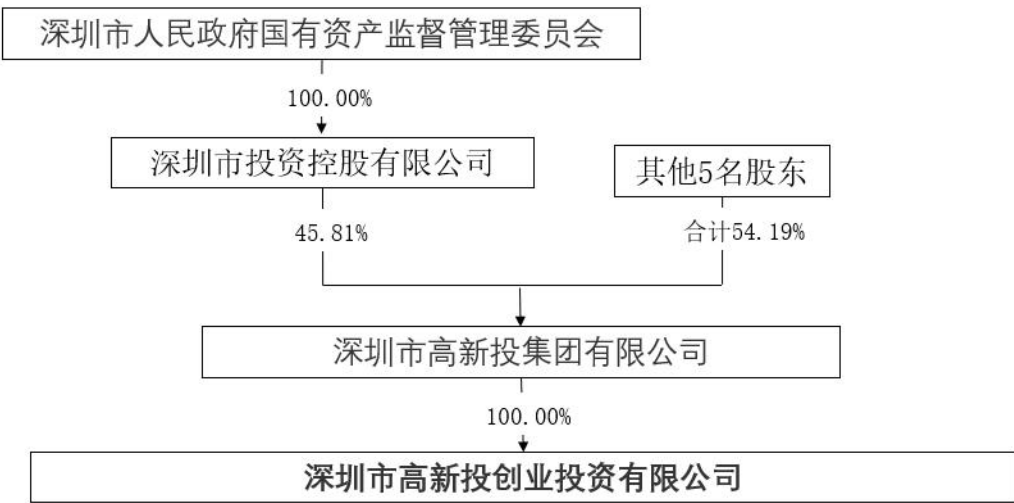 深圳市人民政府国有资产监督管理委员会
100.00%
深圳市投资控股有限公司
其他5名股东
45.81%
合计54.19%
深圳市高新投集团有限公司
100.00%
深圳市高新投创业投资有限公司